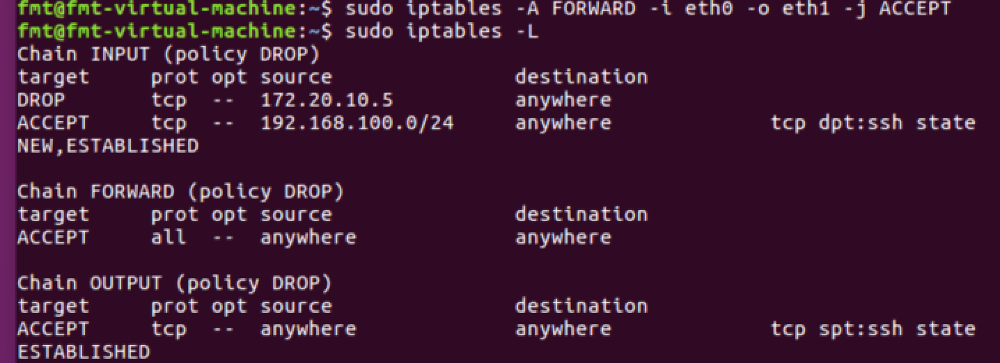 fmt@fmt-virtual-machine:~$ sudo iptables -A FORWARD -i eth0 -o eth1 -j ACCEPT
fmt@fmt-virtual-machine:~$ sudo iptables -L
Chain INPUT (policy DROP)
target     prot opt source               destination
DROP       tcp  --  172.20.10.5          anywhere
ACCEPT     tcp  --  192.168.100.0/24     anywhere             tcp dpt:ssh state
NEW,ESTABLISHED

Chain FORWARD (policy DROP)
target     prot opt source               destination
ACCEPT     all  --  anywhere             anywhere

Chain OUTPUT (policy DROP)
target     prot opt source               destination
ACCEPT     tcp  --  anywhere             anywhere             tcp spt:ssh state
ESTABLISHED